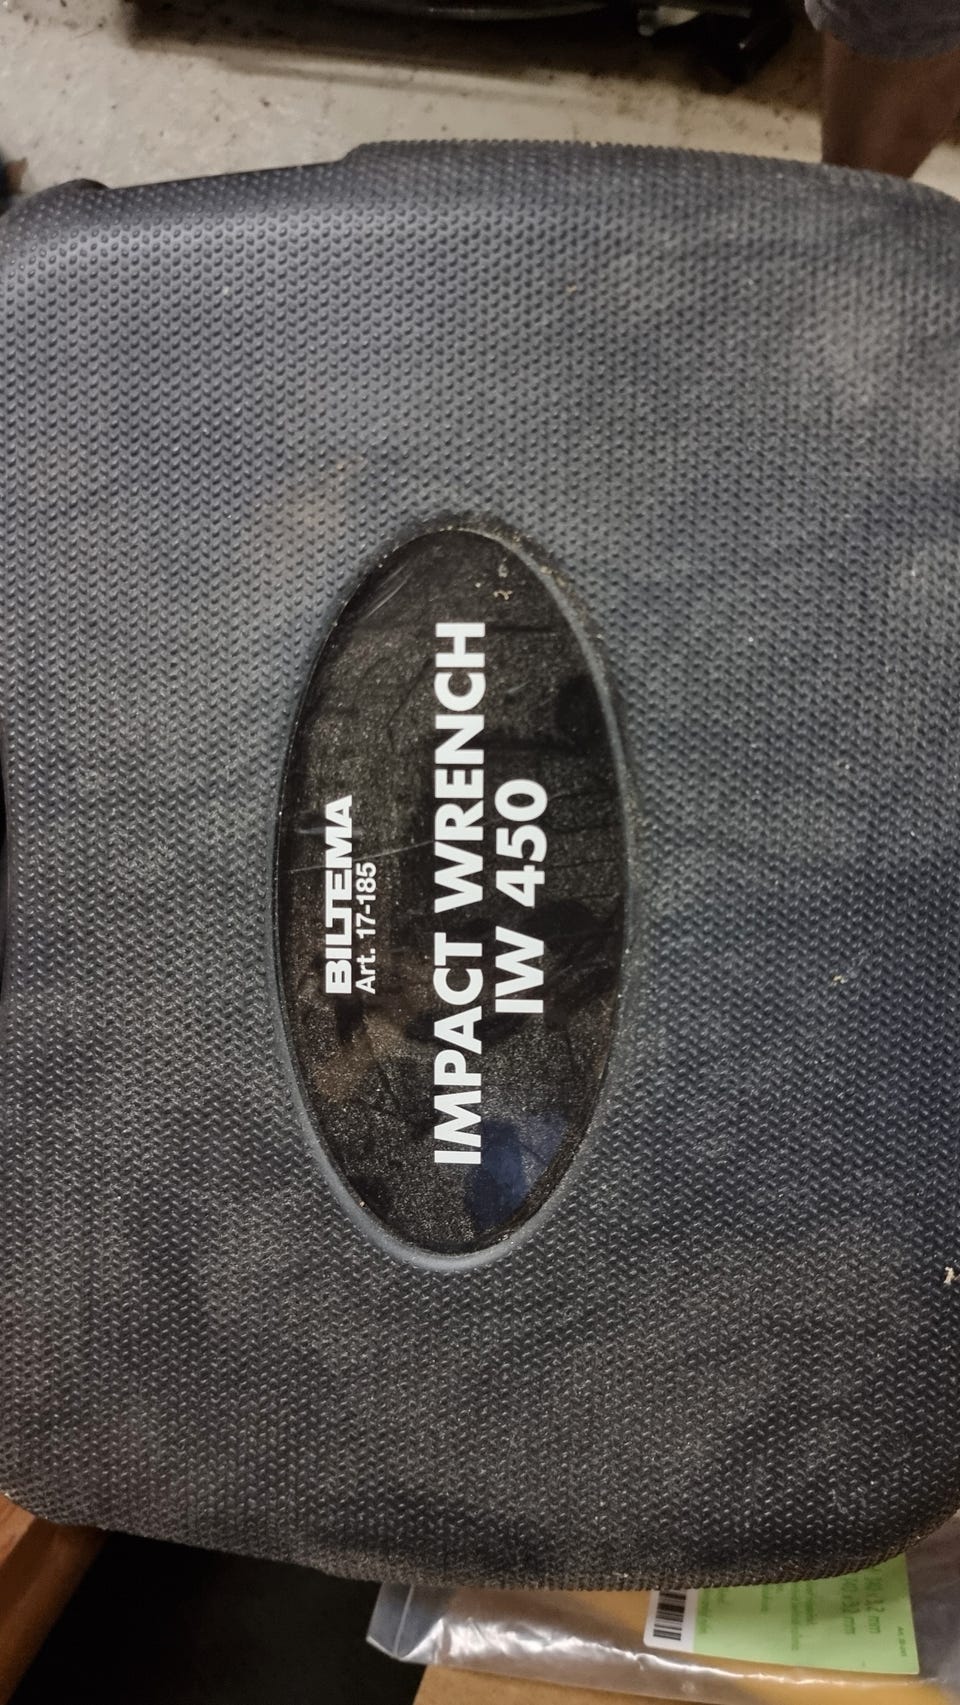 BILTEMA
Art. 17-185
IMPACT WRENCH
IW 450